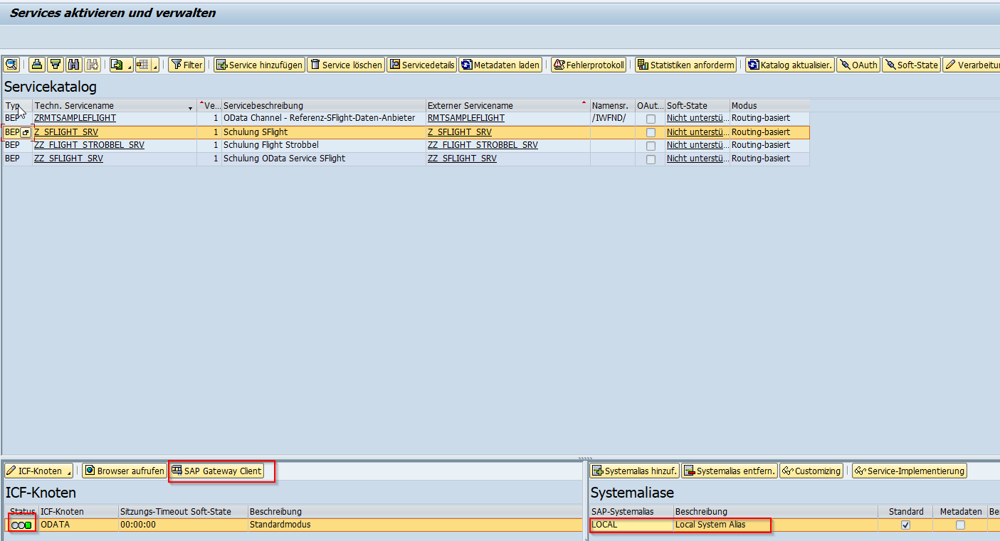 Services aktivieren und verwalten
Filter Service hinzufügen Service löschen Servicedetails Metadaten laden Fehlerprotokoll Statistiken anforderm Katalog aktualisier. OAuth Soft-State Verarbeitu
Servicekatalog
Typ Techn. Servicename Ve... Servicebeschreibung Externer Servicename Namensr. OAut... Soft-State Modus
BEP ZRMTSAMPLEFLIGHT 1 OData Channel - Referenz-SFlight-Daten-Anbieter RMTSAMPLEFLIGHT /IWFND/ Nicht unterstü... Routing-basiert
BEP Z_SFLIGHT_SRV 1 Schulung SFlight Z_SFLIGHT_SRV Nicht unterstü... Routing-basiert
BEP ZZ_FLIGHT_STROBBEL_SRV 1 Schulung Flight Strobbel ZZ_FLIGHT_STROBBEL_SRV Nicht unterstü... Routing-basiert
BEP ZZ_SFLIGHT_SRV 1 Schulung OData Service SFlight ZZ_SFLIGHT_SRV Nicht unterstü... Routing-basiert
ICF-Knoten Browser aufrufen SAP Gateway Client
ICF-Knoten
Status ICF-Knoten Sitzungs-Timeout Soft-State Beschreibung
ODATA 00:00:00 Standardmodus
Systemalias hinzuf. Systemalias entfern. Customizing Service-Implementierung
Systemaliase
SAP-Systemalias Beschreibung Standard Metadaten Be
LOCAL Local System Alias